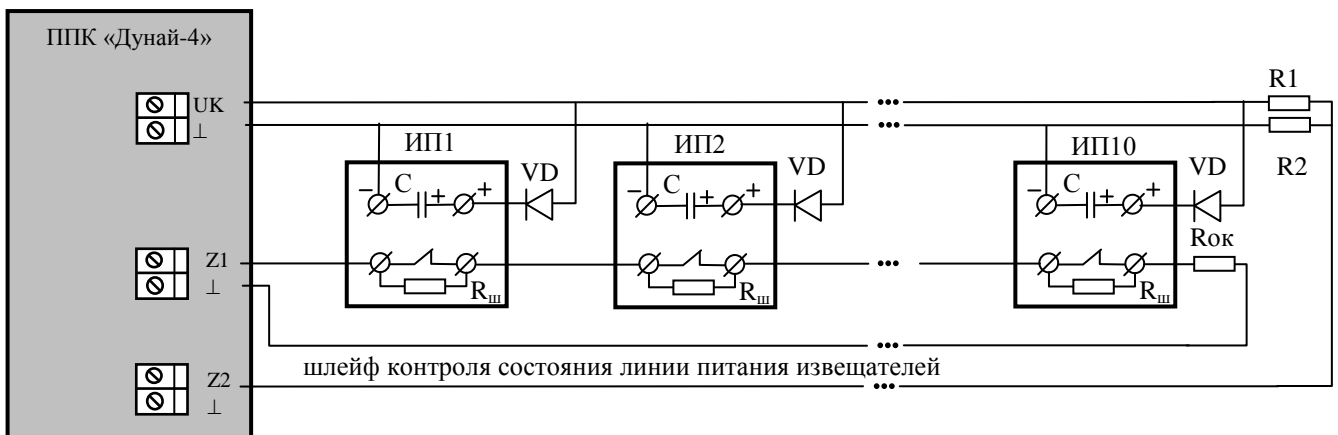 ППК «Дунай-4»
R1
UK
•••
•••
⊥
ИП1
ИП2
ИП10
R2
VD
VD
VD
− C + +
− C + +
− C + +
Rок
Z1
•••
⊥
Rш
Rш
Rш
•••
шлейф контроля состояния линии питания извещателей
Z2
•••
⊥